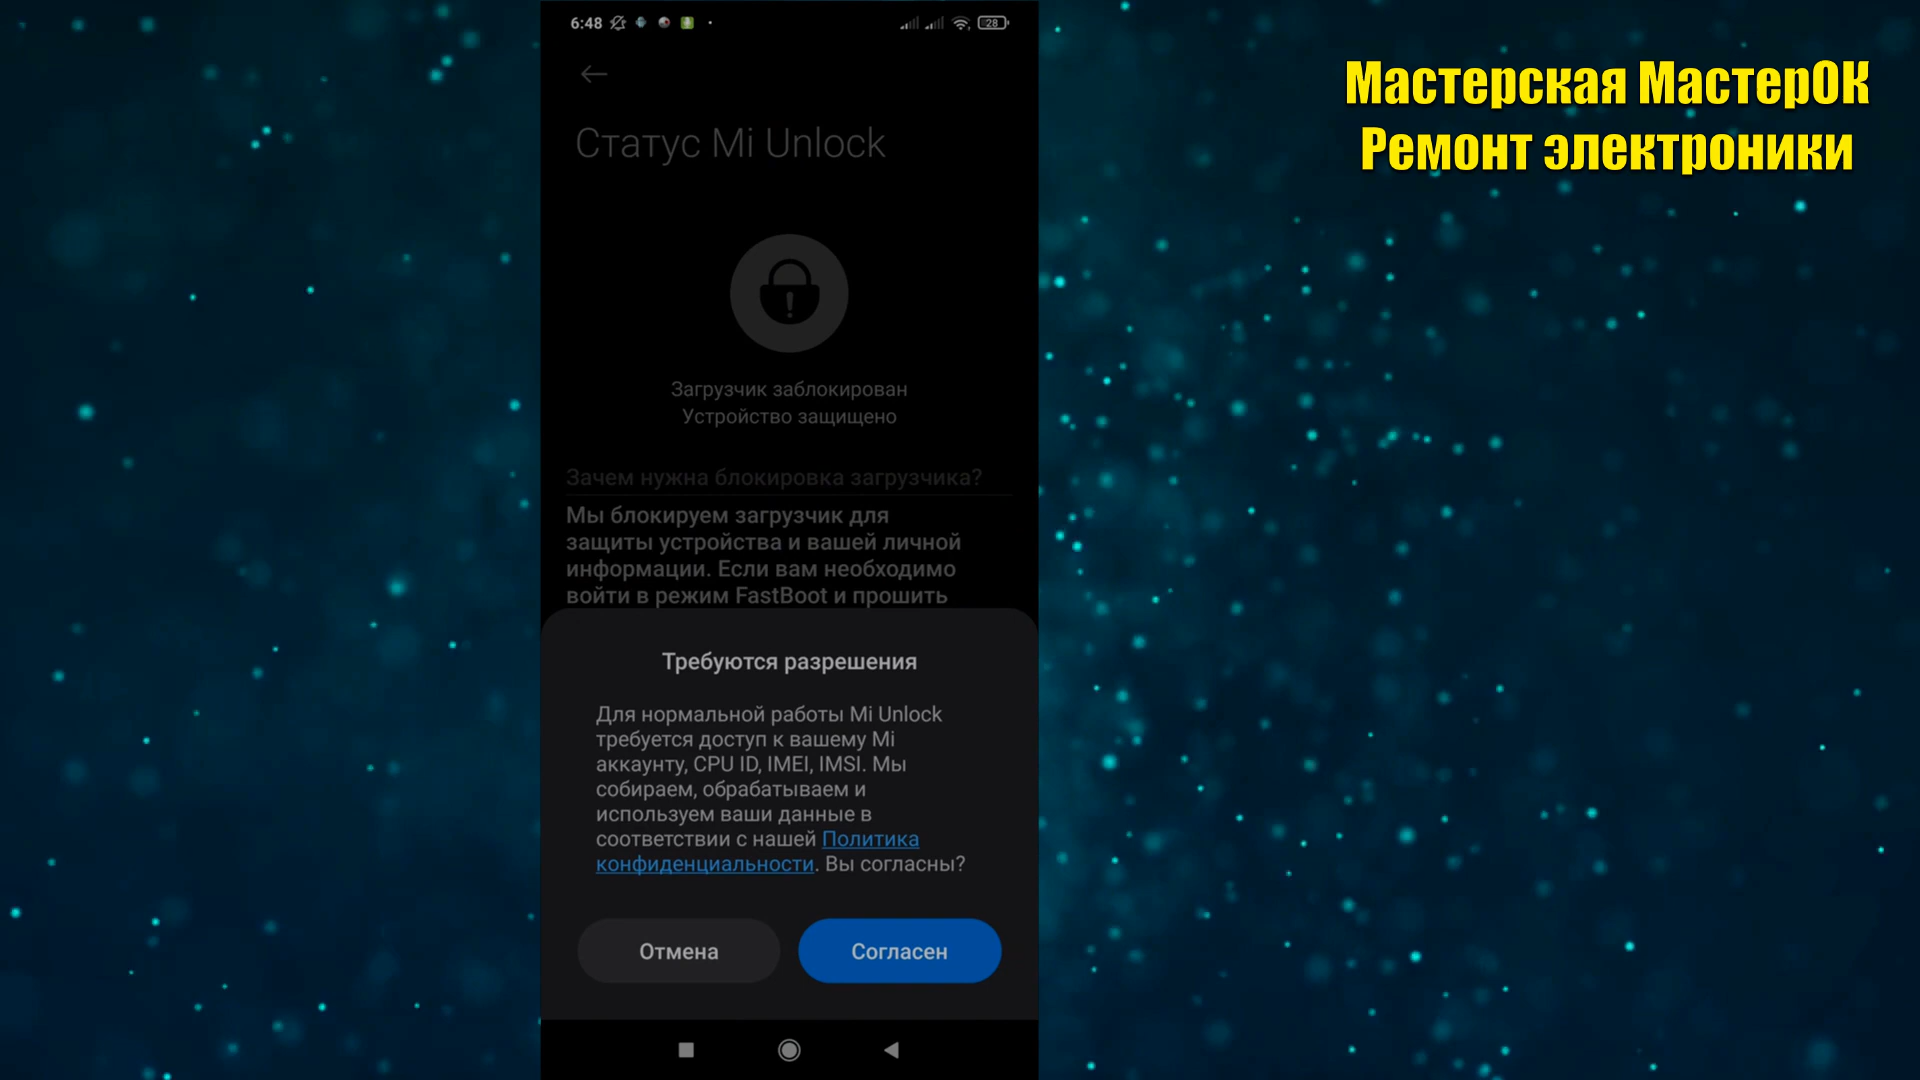 6:48
28
Мастерская МастерОК
Ремонт электроники
Статус Mi Unlock
Загрузчик заблокирован
Устройство защищено
Зачем нужна блокировка загрузчика?
Мы блокируем загрузчик для
защиты устройства и вашей личной
информации. Если вам необходимо
войти в режим FastBoot и прошить
Требуются разрешения
Для нормальной работы Mi Unlock
требуется доступ к вашему Mi
аккаунту, CPU ID, IMEI, IMSI. Мы
собираем, обрабатываем и
используем ваши данные в
соответствии с нашей Политика
конфиденциальности. Вы согласны?
Отмена
Согласен